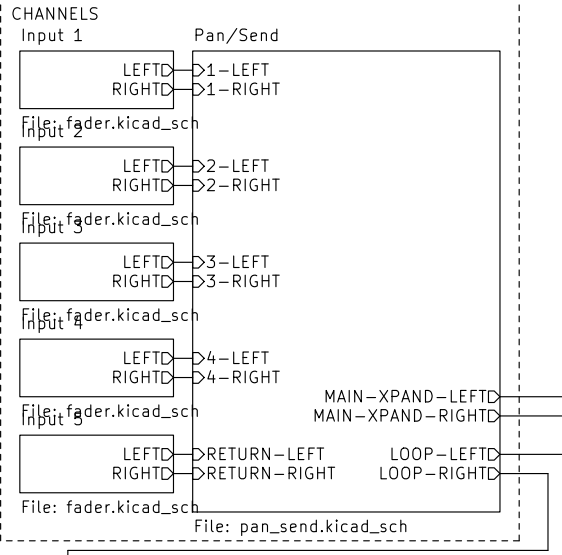 CHANNELS
Input 1
Pan/Send
LEFT
1-LEFT
RIGHT
1-RIGHT
File: fader.kicad_sch
Input 2
LEFT
2-LEFT
RIGHT
2-RIGHT
File: fader.kicad_sch
Input 3
LEFT
3-LEFT
RIGHT
3-RIGHT
File: fader.kicad_sch
Input 4
LEFT
4-LEFT
RIGHT
4-RIGHT
MAIN-XPAND-LEFT
MAIN-XPAND-RIGHT
File: fader.kicad_sch
Input 5
LEFT
RETURN-LEFT
LOOP-LEFT
RIGHT
RETURN-RIGHT
LOOP-RIGHT
File: fader.kicad_sch
File: pan_send.kicad_sch